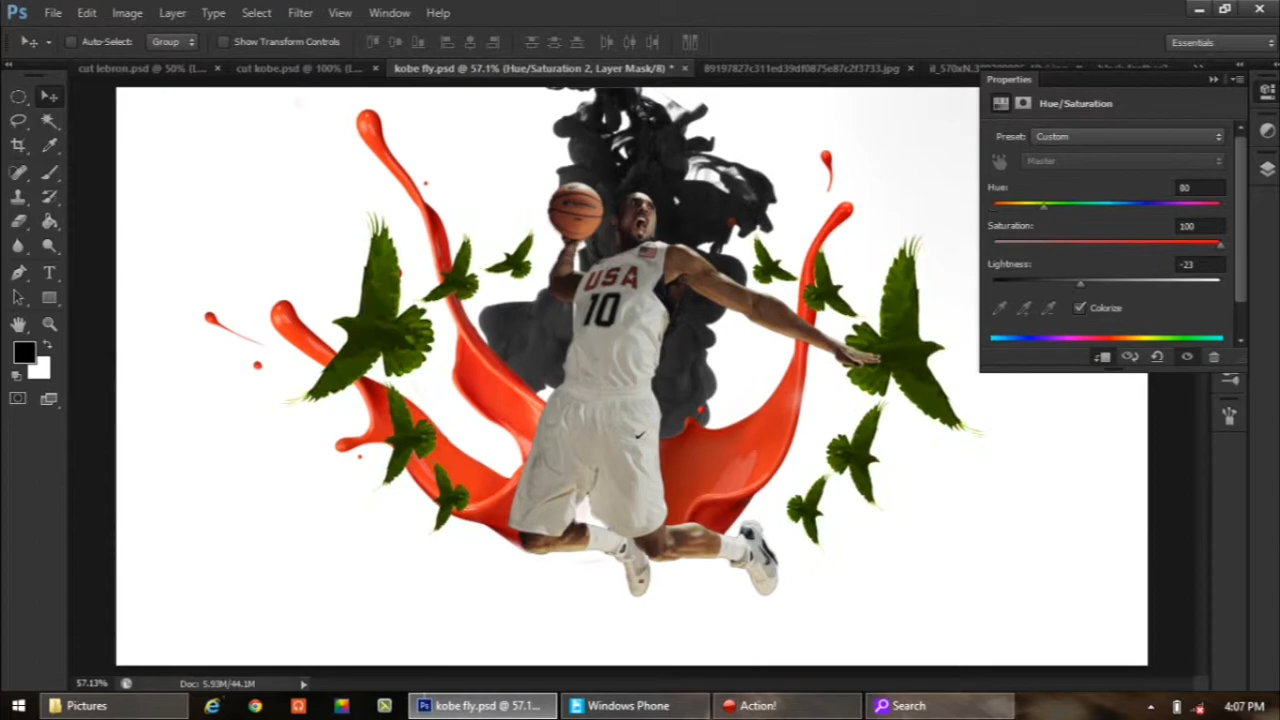 Ps File Edit Image Layer Type Select Filter View Window Help
Auto-Select: Group Show Transform Controls Essentials
cut lebron.psd @ 50% (L... × cut kobe.psd @ 100% (L... × kobe fly.psd @ 57.1% (Hue/Saturation 2, Layer Mask/8) * × 89197827c311ed39df0875e87c2f3733.jpg ×
Properties
Hue/Saturation
Preset: Custom
Master
Hue: 80
Saturation: 100
Lightness: -23
Colorize
USA
10
57.13% Doc: 5.93M/44.1M
Pictures Ps kobe fly.psd @ 57.1... Windows Phone Action! Search 4:07 PM